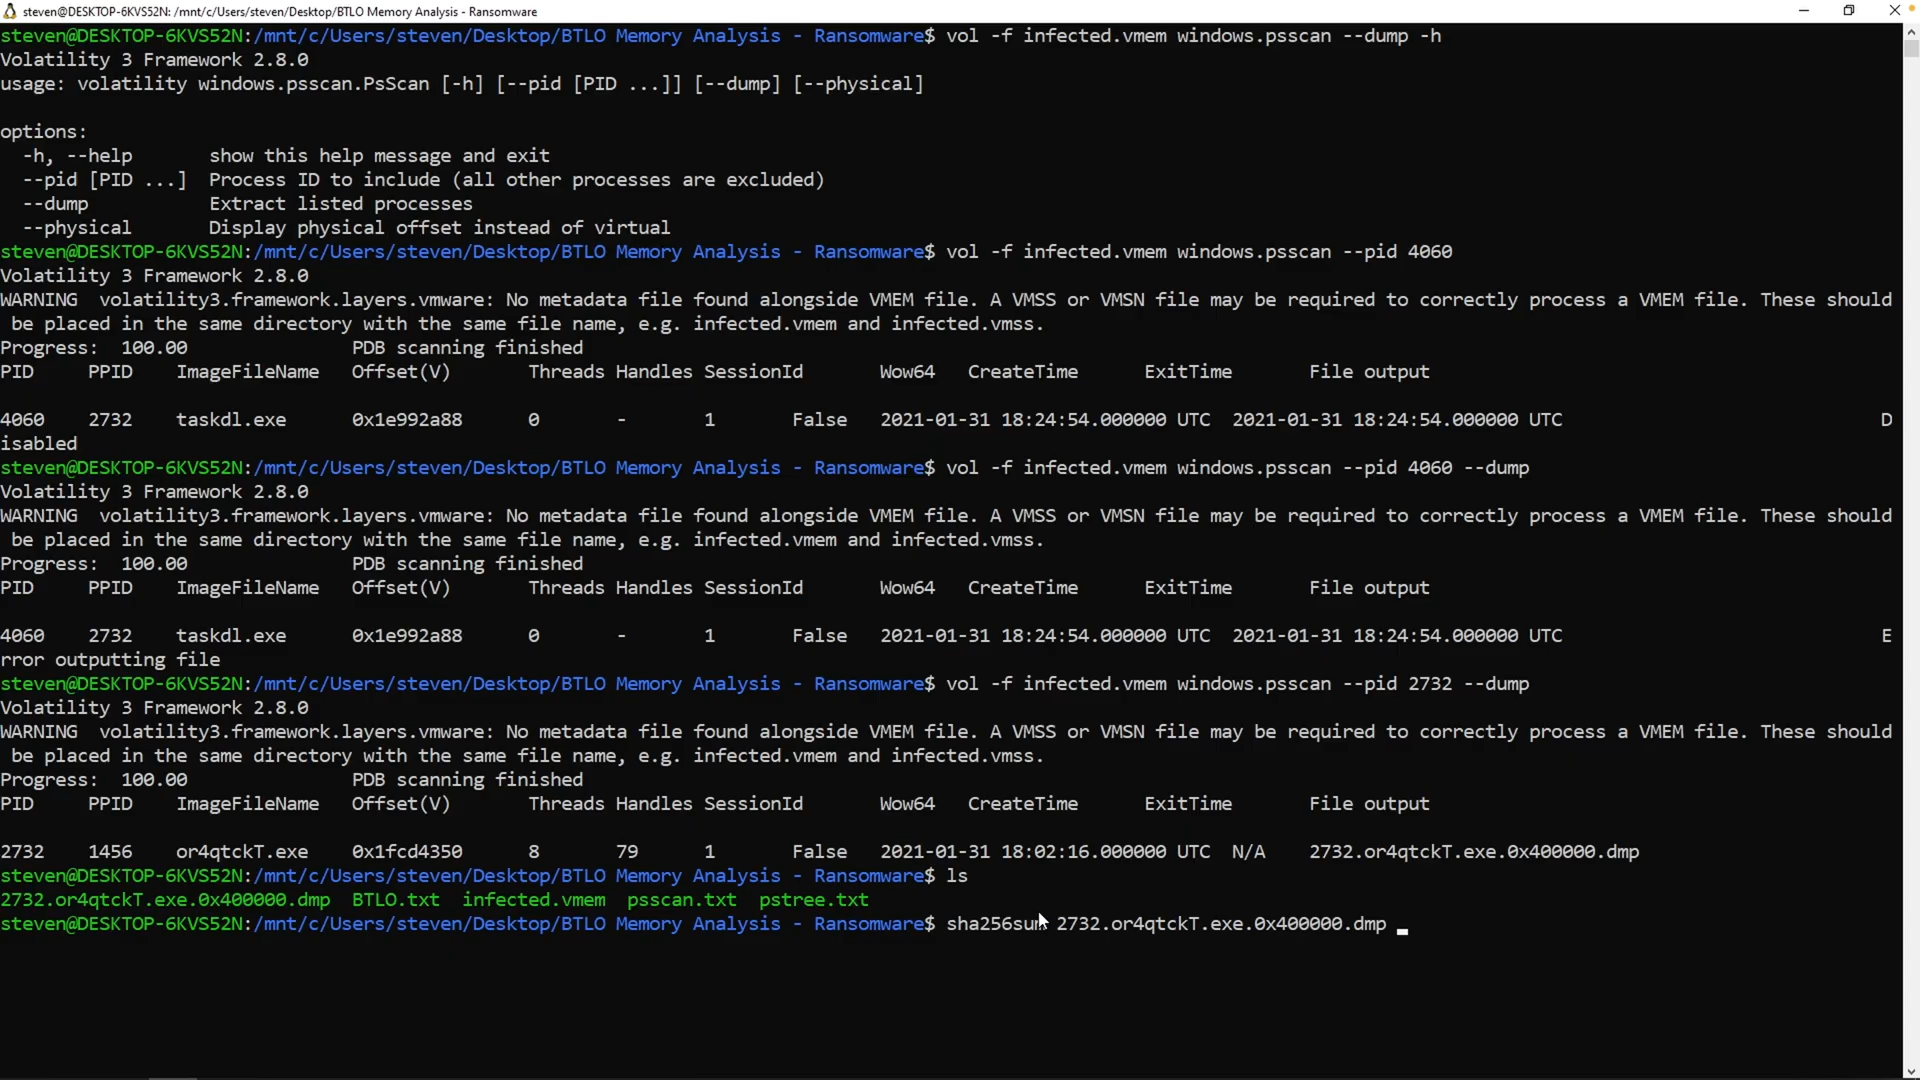 steven@DESKTOP-6KVS52N: /mnt/c/Users/steven/Desktop/BTLO Memory Analysis - Ransomware
steven@DESKTOP-6KVS52N:/mnt/c/Users/steven/Desktop/BTLO Memory Analysis - Ransomware$ vol -f infected.vmem windows.psscan --dump -h
Volatility 3 Framework 2.8.0
usage: volatility windows.psscan.PsScan [-h] [--pid [PID ...]] [--dump] [--physical]
options:
-h, --help show this help message and exit
--pid [PID ...] Process ID to include (all other processes are excluded)
--dump Extract listed processes
--physical Display physical offset instead of virtual
steven@DESKTOP-6KVS52N:/mnt/c/Users/steven/Desktop/BTLO Memory Analysis - Ransomware$ vol -f infected.vmem windows.psscan --pid 4060
Volatility 3 Framework 2.8.0
WARNING volatility3.framework.layers.vmware: No metadata file found alongside VMEM file. A VMSS or VMSN file may be required to correctly process a VMEM file. These should
be placed in the same directory with the same file name, e.g. infected.vmem and infected.vmss.
Progress: 100.00 PDB scanning finished
PID PPID ImageFileName Offset(V) Threads Handles SessionId Wow64 CreateTime ExitTime File output
4060 2732 taskdl.exe 0x1e992a88 0 - 1 False 2021-01-31 18:24:54.000000 UTC 2021-01-31 18:24:54.000000 UTC D
isabled
steven@DESKTOP-6KVS52N:/mnt/c/Users/steven/Desktop/BTLO Memory Analysis - Ransomware$ vol -f infected.vmem windows.psscan --pid 4060 --dump
Volatility 3 Framework 2.8.0
WARNING volatility3.framework.layers.vmware: No metadata file found alongside VMEM file. A VMSS or VMSN file may be required to correctly process a VMEM file. These should
be placed in the same directory with the same file name, e.g. infected.vmem and infected.vmss.
Progress: 100.00 PDB scanning finished
PID PPID ImageFileName Offset(V) Threads Handles SessionId Wow64 CreateTime ExitTime File output
4060 2732 taskdl.exe 0x1e992a88 0 - 1 False 2021-01-31 18:24:54.000000 UTC 2021-01-31 18:24:54.000000 UTC E
rror outputting file
steven@DESKTOP-6KVS52N:/mnt/c/Users/steven/Desktop/BTLO Memory Analysis - Ransomware$ vol -f infected.vmem windows.psscan --pid 2732 --dump
Volatility 3 Framework 2.8.0
WARNING volatility3.framework.layers.vmware: No metadata file found alongside VMEM file. A VMSS or VMSN file may be required to correctly process a VMEM file. These should
be placed in the same directory with the same file name, e.g. infected.vmem and infected.vmss.
Progress: 100.00 PDB scanning finished
PID PPID ImageFileName Offset(V) Threads Handles SessionId Wow64 CreateTime ExitTime File output
2732 1456 or4qtckT.exe 0x1fcd4350 8 79 1 False 2021-01-31 18:02:16.000000 UTC N/A 2732.or4qtckT.exe.0x400000.dmp
steven@DESKTOP-6KVS52N:/mnt/c/Users/steven/Desktop/BTLO Memory Analysis - Ransomware$ ls
2732.or4qtckT.exe.0x400000.dmp BTLO.txt infected.vmem psscan.txt pstree.txt
steven@DESKTOP-6KVS52N:/mnt/c/Users/steven/Desktop/BTLO Memory Analysis - Ransomware$ sha256sum 2732.or4qtckT.exe.0x400000.dmp